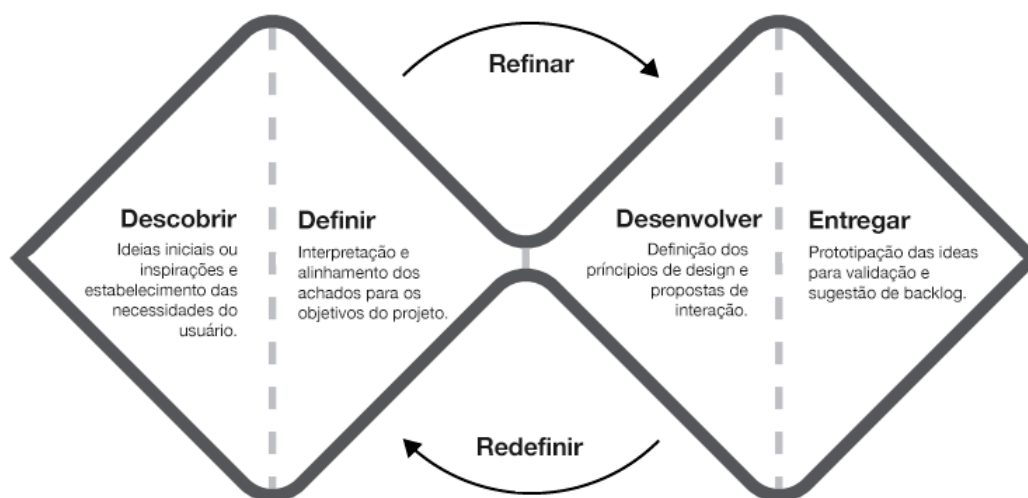 Refinar
Descobrir
Ideias iniciais ou
inspirações e
estabelecimento das
necessidades do
usuário.
Definir
Interpretação e
alinhamento dos
achados para os
objetivos do projeto.
Desenvolver
Definição dos
príncipios de design e
propostas de
interação.
Entregar
Prototipação das ideias
para validação e
sugestão de backlog.
Redefinir